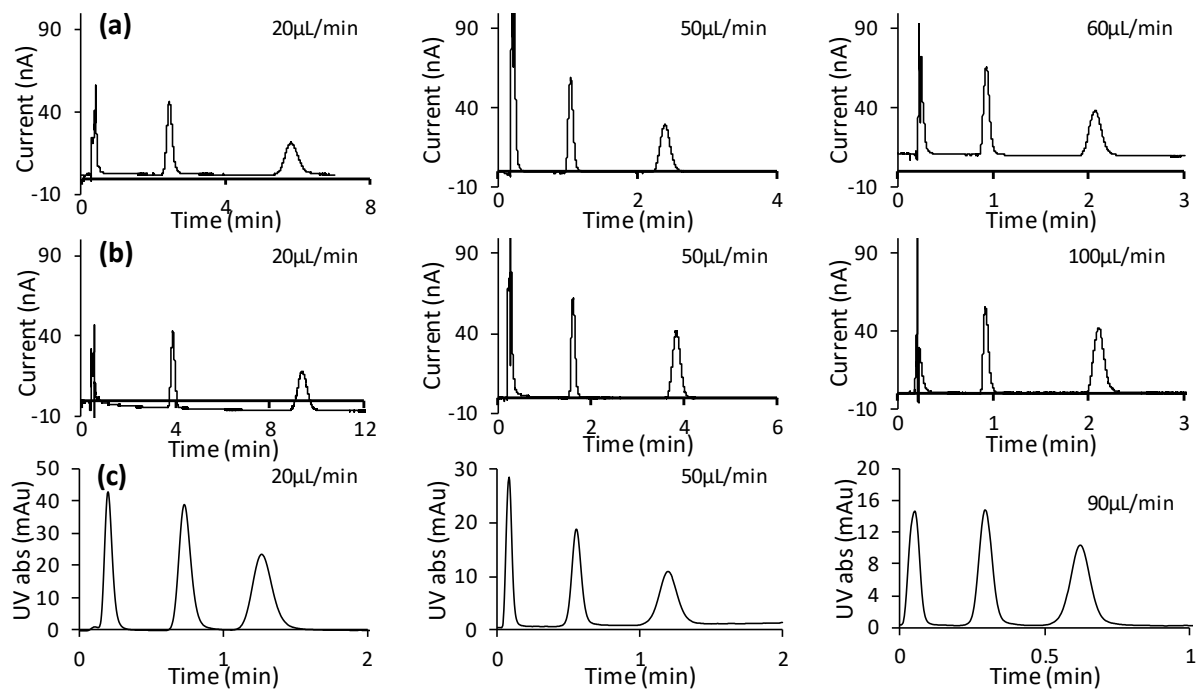 (a)
20µL/min
90
40
-10
Current (nA)
0
4
8
Time (min)
50µL/min
90
40
-10
Current (nA)
0
2
4
Time (min)
60µL/min
90
40
-10
Current (nA)
0
1
2
3
Time (min)
(b)
20µL/min
90
40
-10
Current (nA)
0
4
8
12
Time (min)
50µL/min
90
40
-10
Current (nA)
0
2
4
6
Time (min)
100µL/min
90
40
-10
Current (nA)
0
1
2
3
Time (min)
(c)
20µL/min
50
40
30
20
10
0
UV abs (mAu)
0
1
2
Time (min)
50µL/min
30
20
10
0
UV abs (mAu)
0
1
2
Time (min)
90µL/min
20
16
12
8
4
0
UV abs (mAu)
0
0.5
1
Time (min)